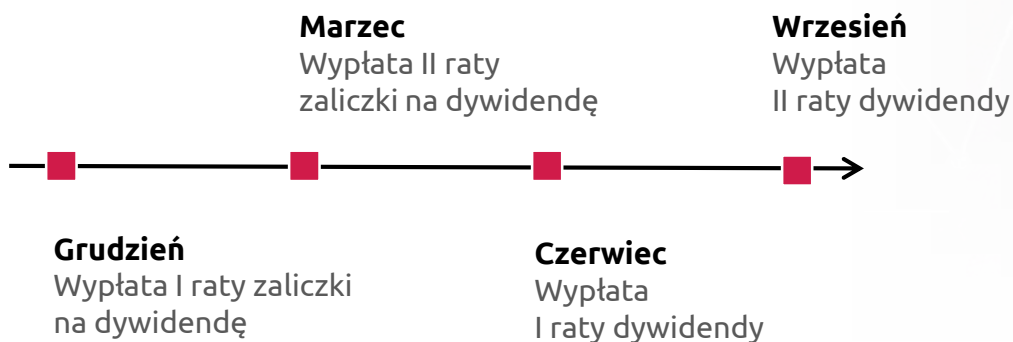 Marzec
Wypłata II raty
zaliczki na dywidendę
Wrzesień
Wypłata
II raty dywidendy
Grudzień
Wypłata I raty zaliczki
na dywidendę
Czerwiec
Wypłata
I raty dywidendy